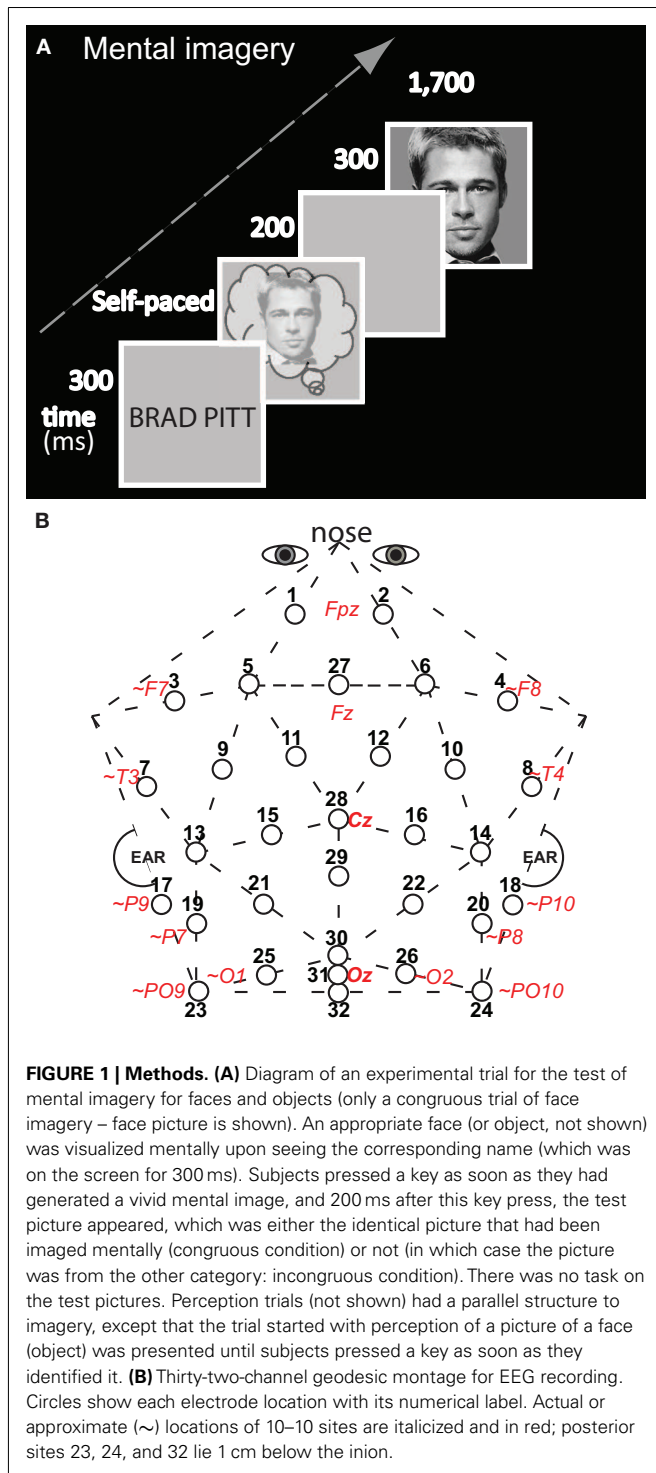 A Mental imagery
1,700
300
200
Self-paced
300
time
(ms)
BRAD PITT
B
nose
1 2
Fpz
~F7 3 5 27 6 4 ~F8
Fz
9 11 12 10
~T3 7 8 ~T4
28
Cz
13 15 16 14
EAR EAR
29
17 21 22 18
~P9 19 20 ~P10
~P7 ~P8
30
25 26
~O1 31 Oz ~O2
~PO9 ~PO10
23 32 24
FIGURE 1 | Methods. (A) Diagram of an experimental trial for the test of
mental imagery for faces and objects (only a congruous trial of face
imagery – face picture is shown). An appropriate face (or object, not shown)
was visualized mentally upon seeing the corresponding name (which was
on the screen for 300 ms). Subjects pressed a key as soon as they had
generated a vivid mental image, and 200 ms after this key press, the test
picture appeared, which was either the identical picture that had been
imaged mentally (congruous condition) or not (in which case the picture
was from the other category: incongruous condition). There was no task on
the test pictures. Perception trials (not shown) had a parallel structure to
imagery, except that the trial started with perception of a picture of a face
(object) was presented until subjects pressed a key as soon as they
identified it. (B) Thirty-two-channel geodesic montage for EEG recording.
Circles show each electrode location with its numerical label. Actual or
approximate (~) locations of 10–10 sites are italicized and in red; posterior
sites 23, 24, and 32 lie 1 cm below the inion.